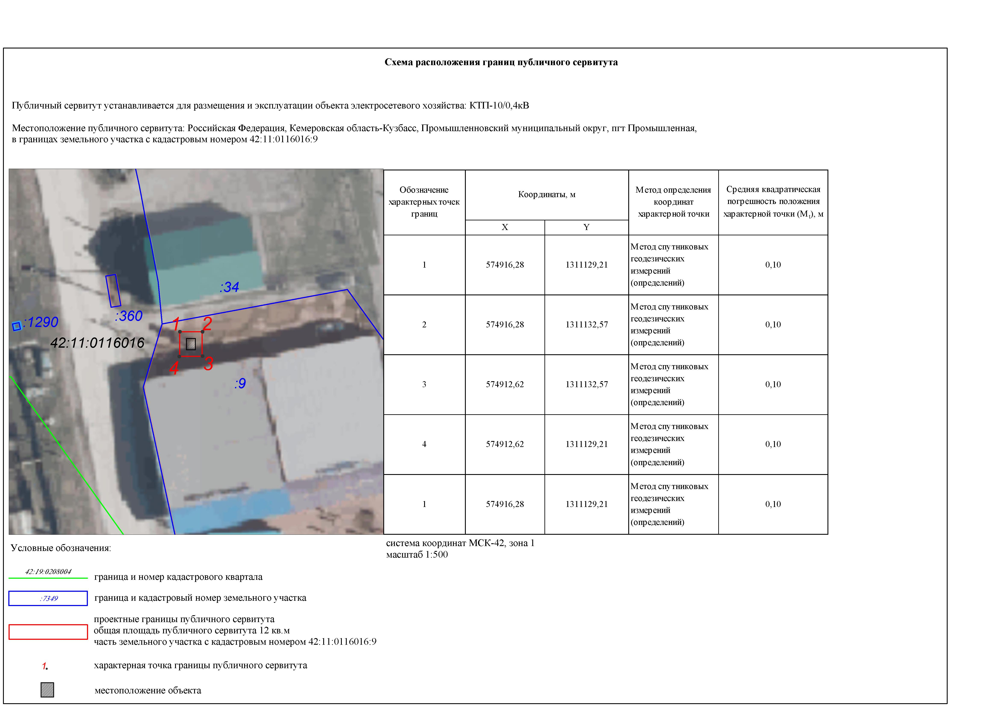 Схема расположения границ публичного сервитута
Публичный сервитут устанавливается для размещения и эксплуатации объекта электросетевого хозяйства: КТП-10/0,4кВ
Местоположение публичного сервитута: Российская Федерация, Кемеровская область-Кузбасс, Промышленновский муниципальный округ, пгт Промышленная,
в границах земельного участка с кадастровым номером 42:11:0116016:9
:34
:360
:1290
42:11:0116016
1
2
4
3
:9
Обозначение
характерных точек
границ
Координаты, м
X
Y
Метод определения
координат
характерной точки
Средняя квадратическая
погрешность положения
характерной точки (Mt), м
1
574916,28
1311129,21
Метод спутниковых
геодезических
измерений
(определений)
0,10
2
574916,28
1311132,57
Метод спутниковых
геодезических
измерений
(определений)
0,10
3
574912,62
1311132,57
Метод спутниковых
геодезических
измерений
(определений)
0,10
4
574912,62
1311129,21
Метод спутниковых
геодезических
измерений
(определений)
0,10
1
574916,28
1311129,21
Метод спутниковых
геодезических
измерений
(определений)
0,10
система координат МСК-42, зона 1
масштаб 1:500
Условные обозначения:
42:19:0208004
граница и номер кадастрового квартала
:7349
граница и кадастровый номер земельного участка
проектные границы публичного сервитута
общая площадь публичного сервитута 12 кв.м
часть земельного участка с кадастровым номером 42:11:0116016:9
1.
характерная точка границы публичного сервитута
местоположение объекта